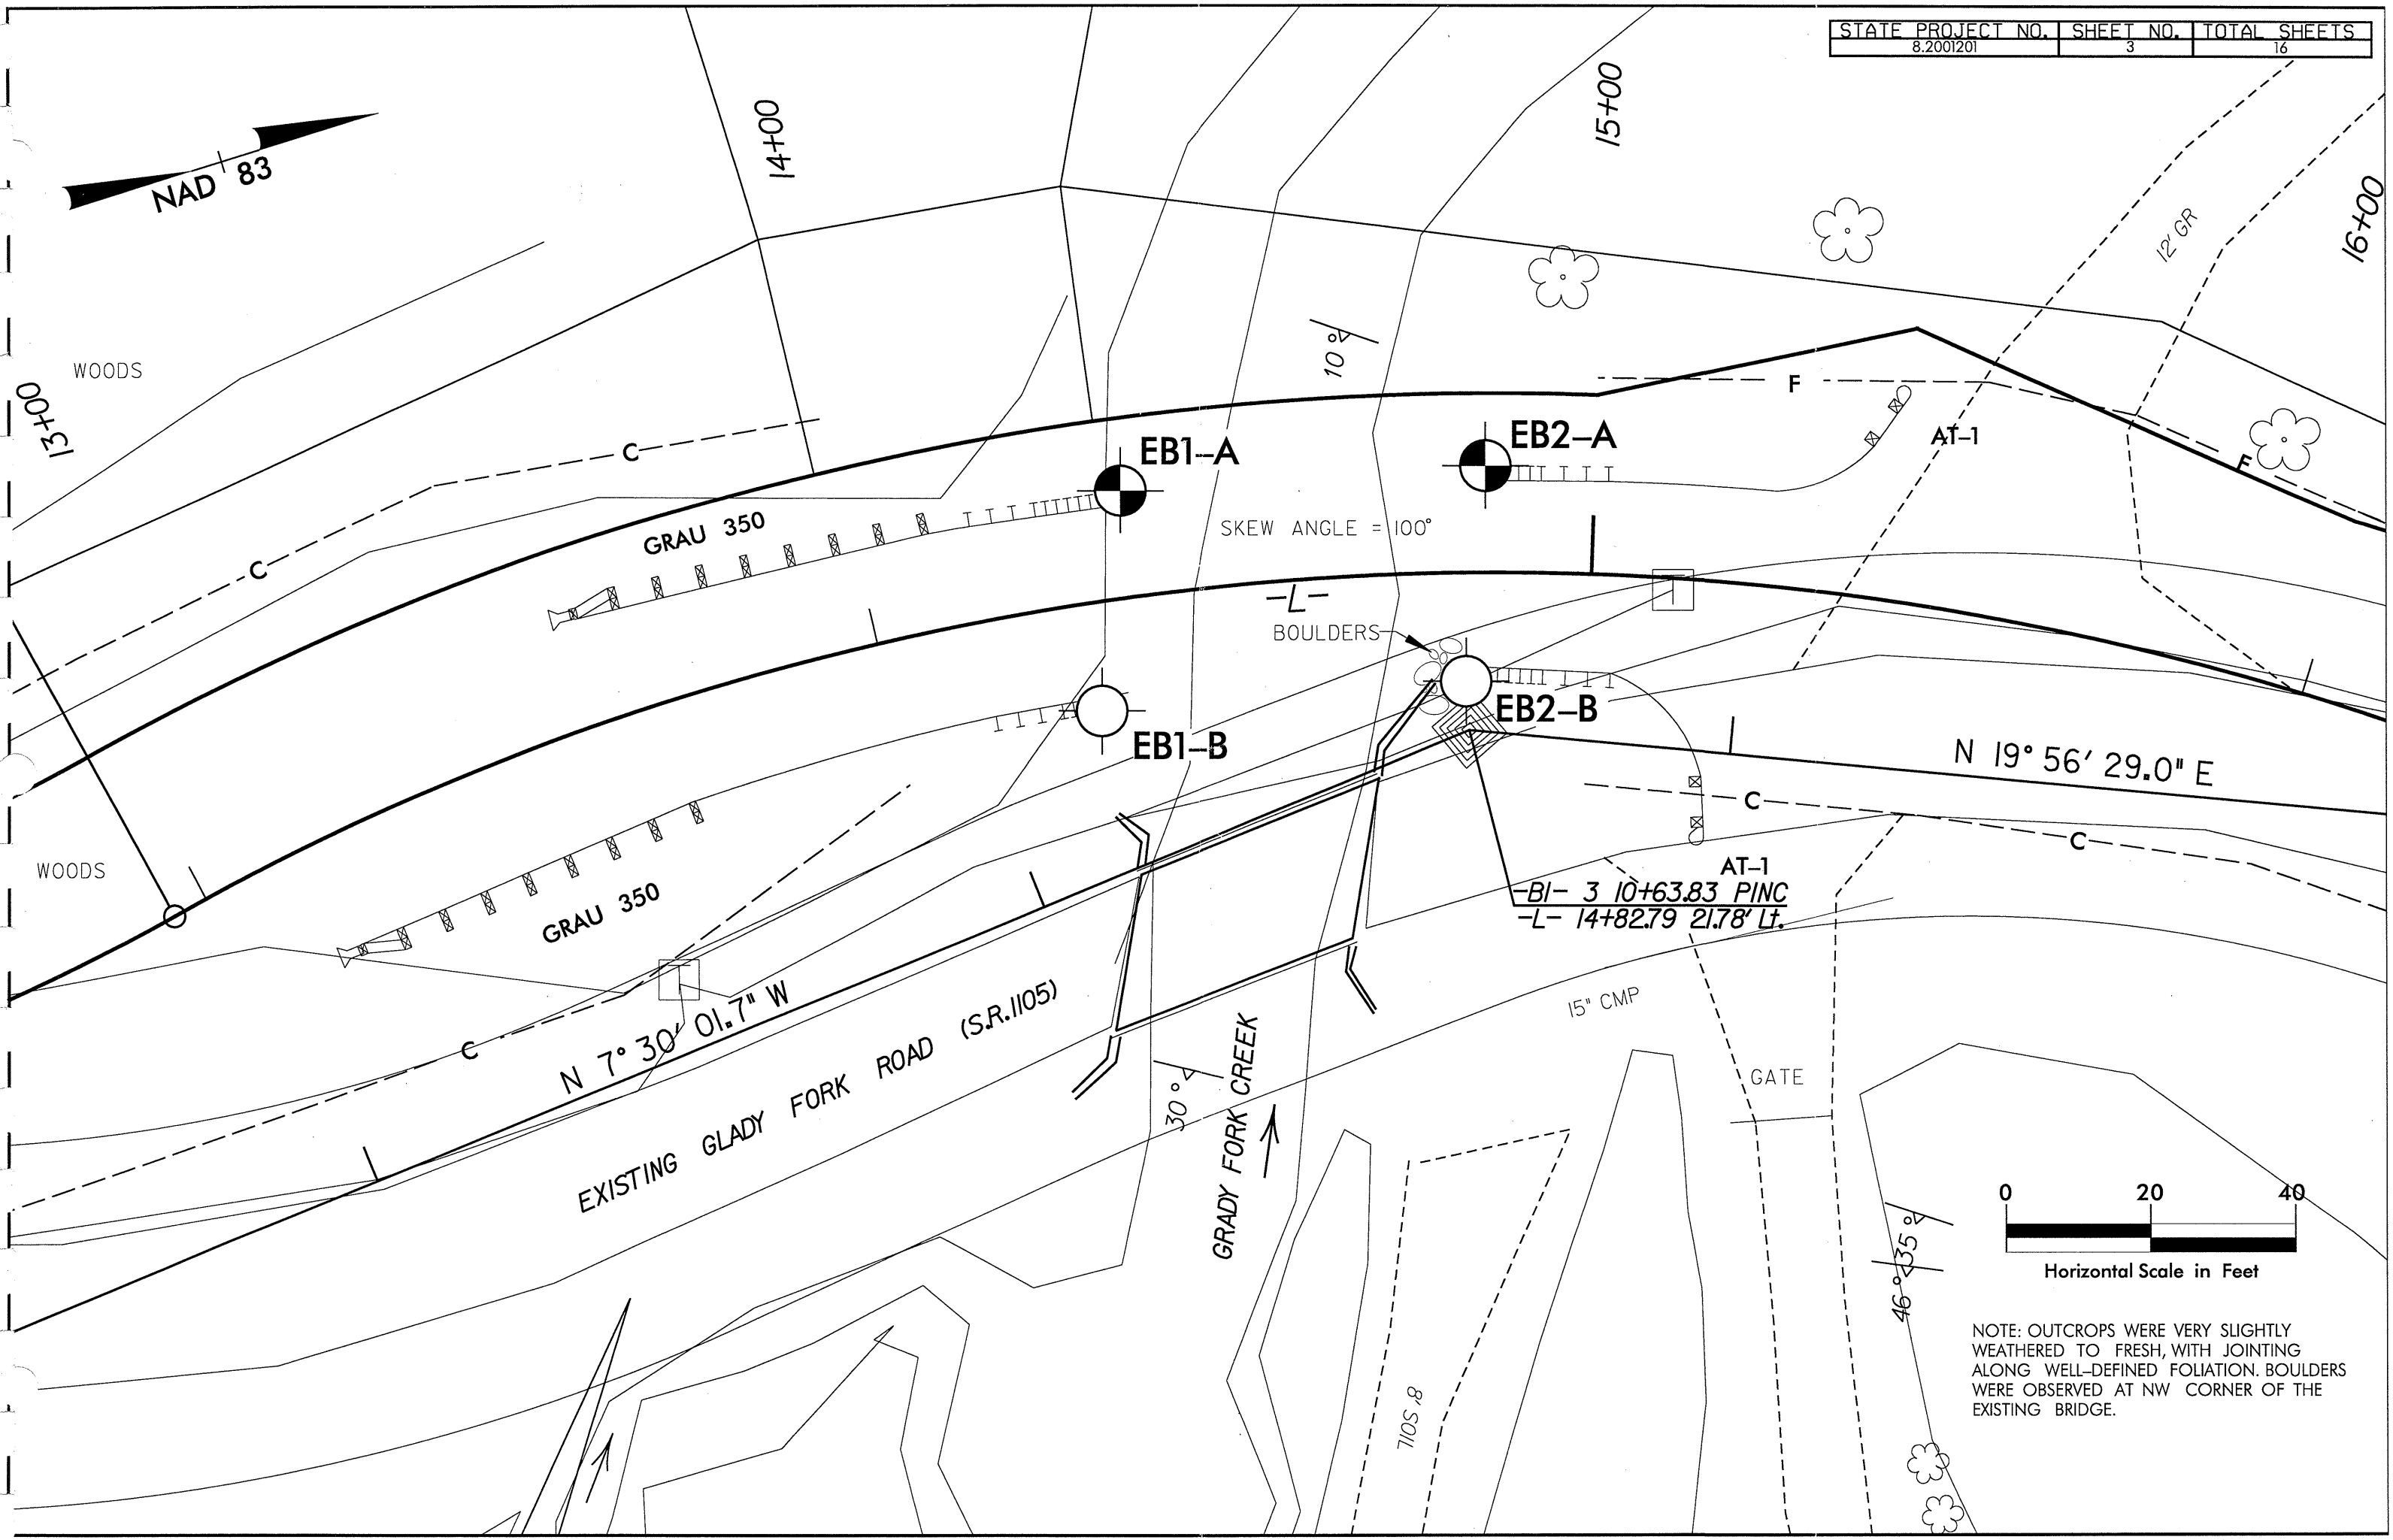 STATE PROJECT NO. SHEET NO. TOTAL SHEETS
8.2001201 3 16
NAD 83
14+00
15+00
16+00
12' GR
WOODS
13+00
10°
C
F
EB1-A
EB2-A
AT-1
F
GRAU 350
SKEW ANGLE = 100°
C
-L-
BOULDERS
EB2-B
EB1-B
N 19° 56' 29.0" E
C
C
WOODS
AT-1
GRAU 350
-B1- 3 10+63.83 PINC
-L- 14+82.79 21.78' Lt.
N 7° 30' 01.7" W
C
15" CMP
EXISTING GLADY FORK ROAD (S.R.1105)
GRADY FORK CREEK
30°
GATE
0 20 40
Horizontal Scale in Feet
35°
46°
8' SOIL
NOTE: OUTCROPS WERE VERY SLIGHTLY
WEATHERED TO FRESH, WITH JOINTING
ALONG WELL-DEFINED FOLIATION. BOULDERS
WERE OBSERVED AT NW CORNER OF THE
EXISTING BRIDGE.